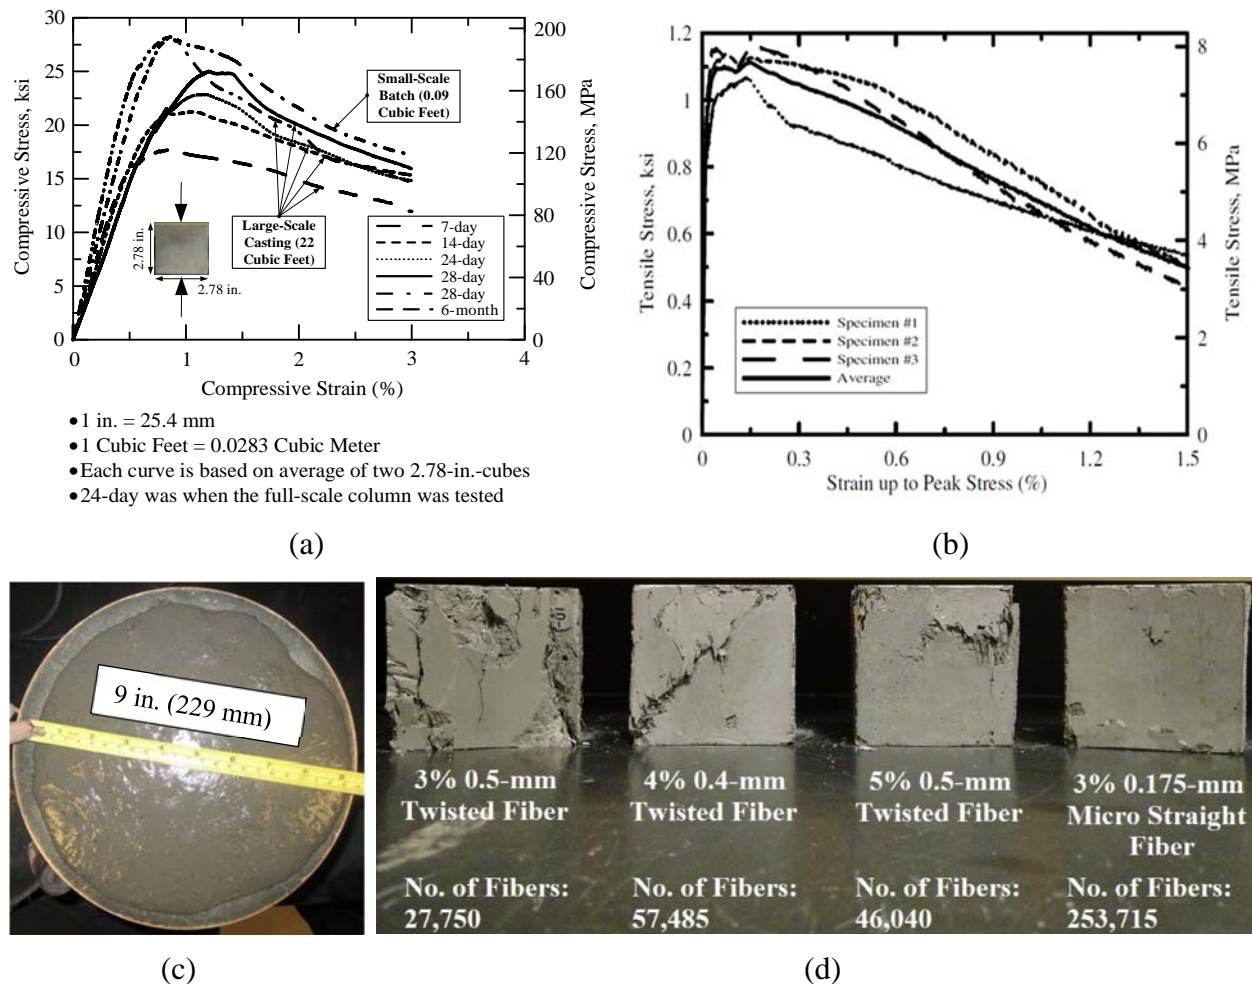 30
25
20
15
10
5
0
Compressive Stress, ksi
200
160
120
80
40
0
Compressive Stress, MPa
Small-Scale
Batch (0.09
Cubic Feet)
2.78 in.
2.78 in.
Large-Scale
Casting (22
Cubic Feet)
7-day
14-day
24-day
28-day
28-day
6-month
0 1 2 3 4
Compressive Strain (%)
•1 in. = 25.4 mm
•1 Cubic Feet = 0.0283 Cubic Meter
•Each curve is based on average of two 2.78-in.-cubes
•24-day was when the full-scale column was tested
(a)
1.2
1.0
0.8
0.6
0.4
0.2
0
Tensile Stress, ksi
8
6
4
2
0
Tensile Stress, MPa
Specimen #1
Specimen #2
Specimen #3
Average
0 0.3 0.6 0.9 1.2 1.5
Strain up to Peak Stress (%)
(b)
9 in. (229 mm)
(c)
3% 0.5-mm
Twisted Fiber
No. of Fibers:
27,750
4% 0.4-mm
Twisted Fiber
No. of Fibers:
57,485
5% 0.5-mm
Twisted Fiber
No. of Fibers:
46,040
3% 0.175-mm
Micro Straight
Fiber
No. of Fibers:
253,715
(d)